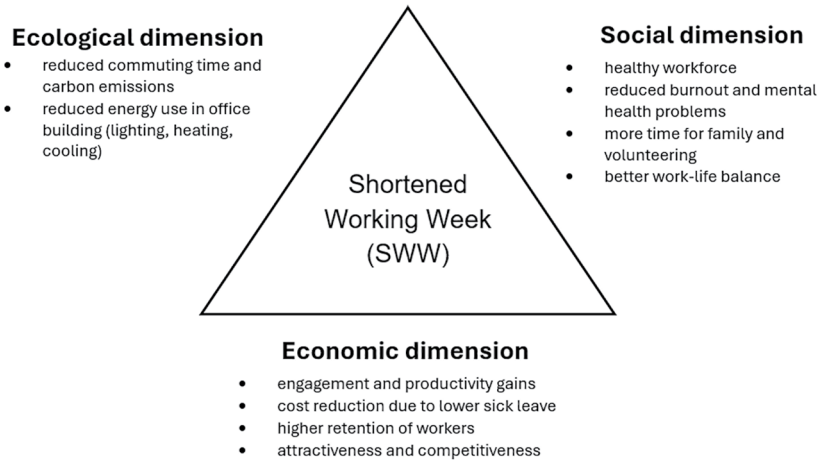 Ecological dimension
• reduced commuting time and
carbon emissions
• reduced energy use in office
building (lighting, heating,
cooling)
Social dimension
• healthy workforce
• reduced burnout and mental
health problems
• more time for family and
volunteering
• better work-life balance
Shortened
Working Week
(SWW)
Economic dimension
• engagement and productivity gains
• cost reduction due to lower sick leave
• higher retention of workers
• attractiveness and competitiveness